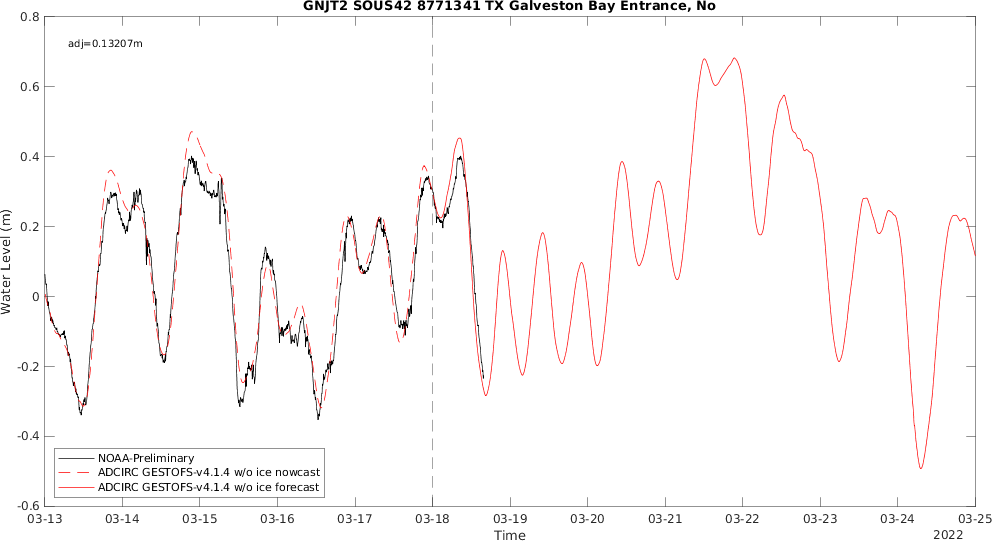 GNJT2 SOUS42 8771341 TX Galveston Bay Entrance, No
adj=0.13207m
Water Level (m)
0.8
0.6
0.4
0.2
0
-0.2
-0.4
-0.6
NOAA-Preliminary
ADCIRC GESTOFS-v4.1.4 w/o ice nowcast
ADCIRC GESTOFS-v4.1.4 w/o ice forecast
03-13 03-14 03-15 03-16 03-17 03-18 03-19 03-20 03-21 03-22 03-23 03-24 03-25
Time
2022